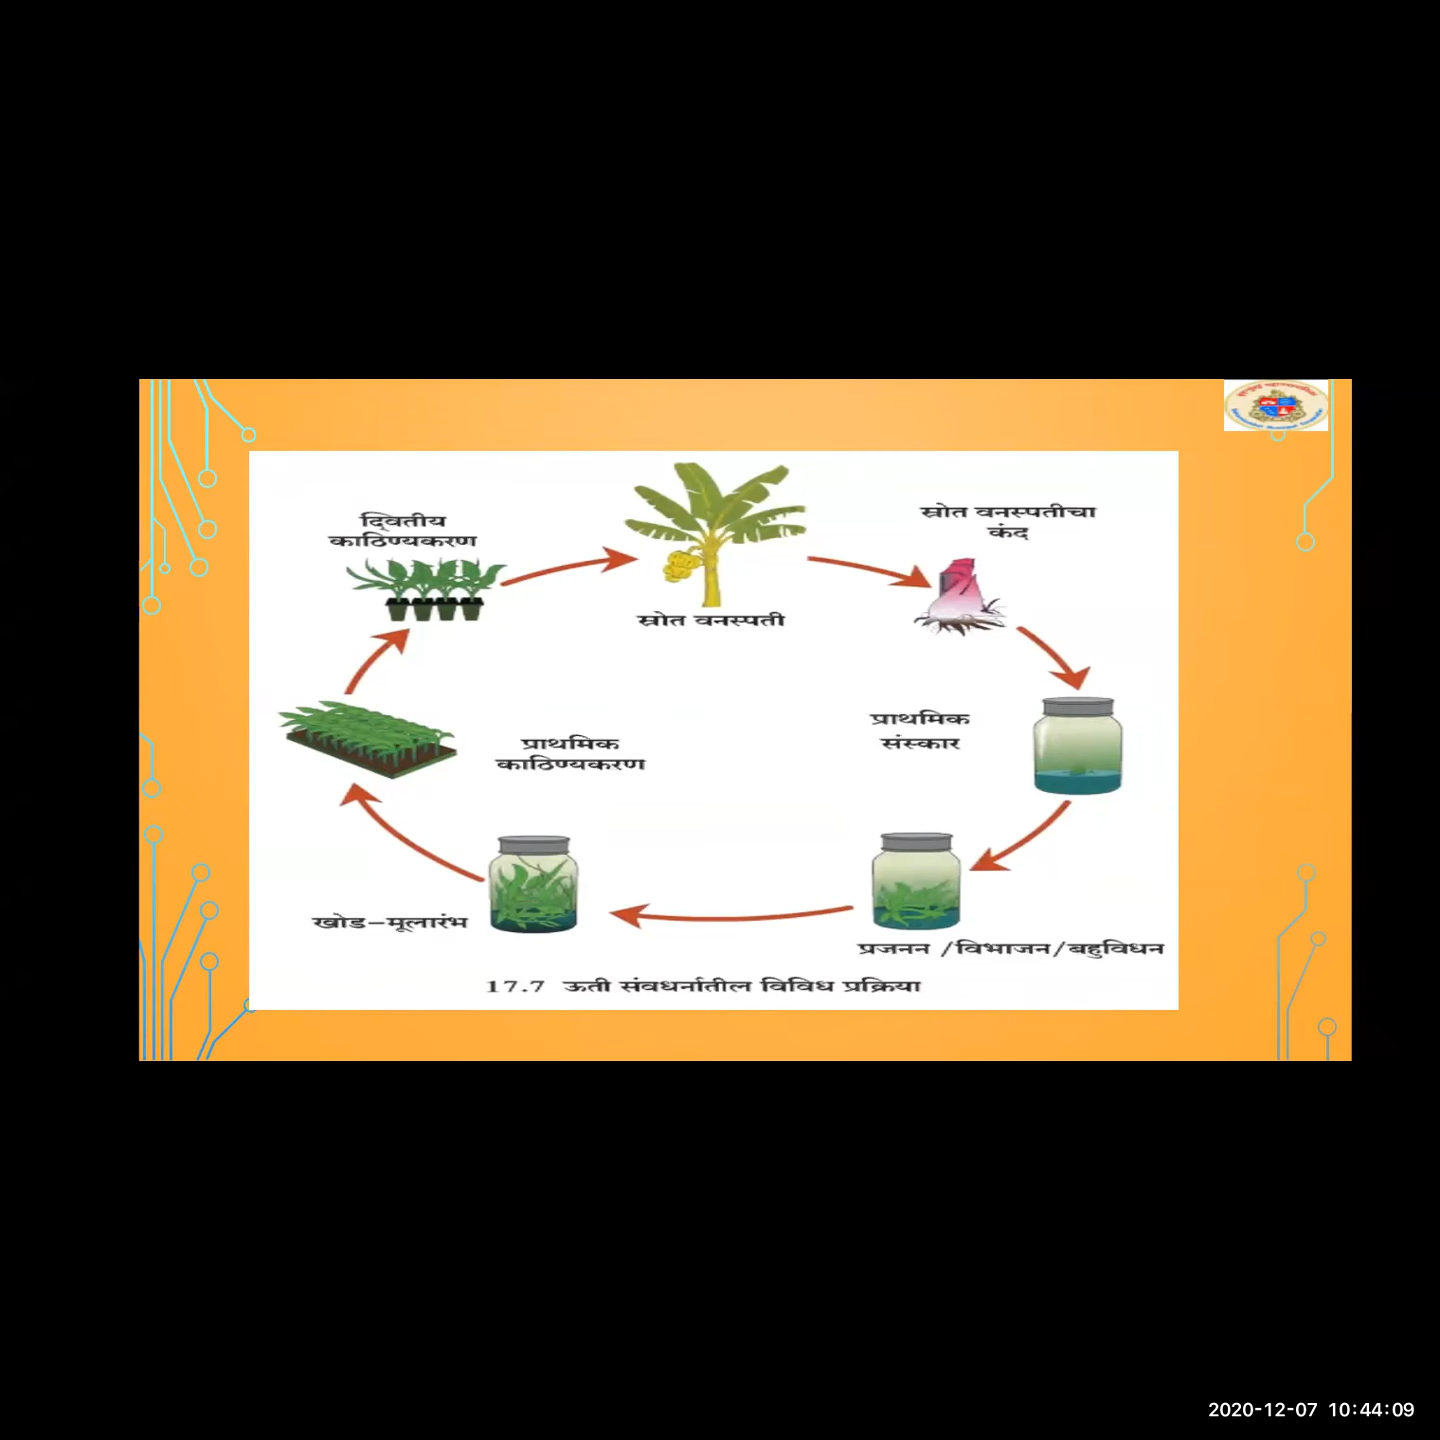 द्वितीय
काठिण्यकरण
स्रोत वनस्पतीचा
कंद
स्रोत वनस्पती
प्राथमिक
संस्कार
प्राथमिक
काठिण्यकरण
खोड-मूलारंभ
प्रजनन /विभाजन/बहुविधन
17.7 ऊती संवधर्नातील विविध प्रक्रिया
2020-12-07 10:44:09